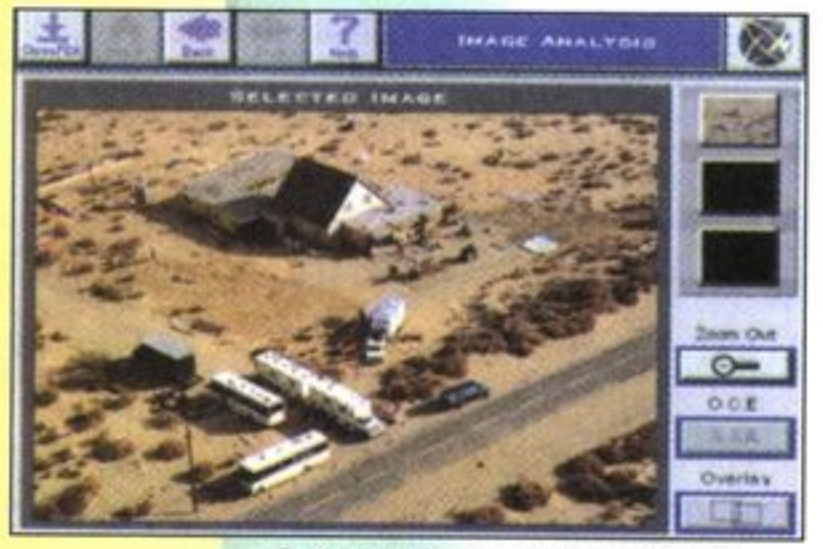 Back
Help
IMAGE ANALYSIS
SELECTED IMAGE
Zoom Out
O.C.E
Overlay